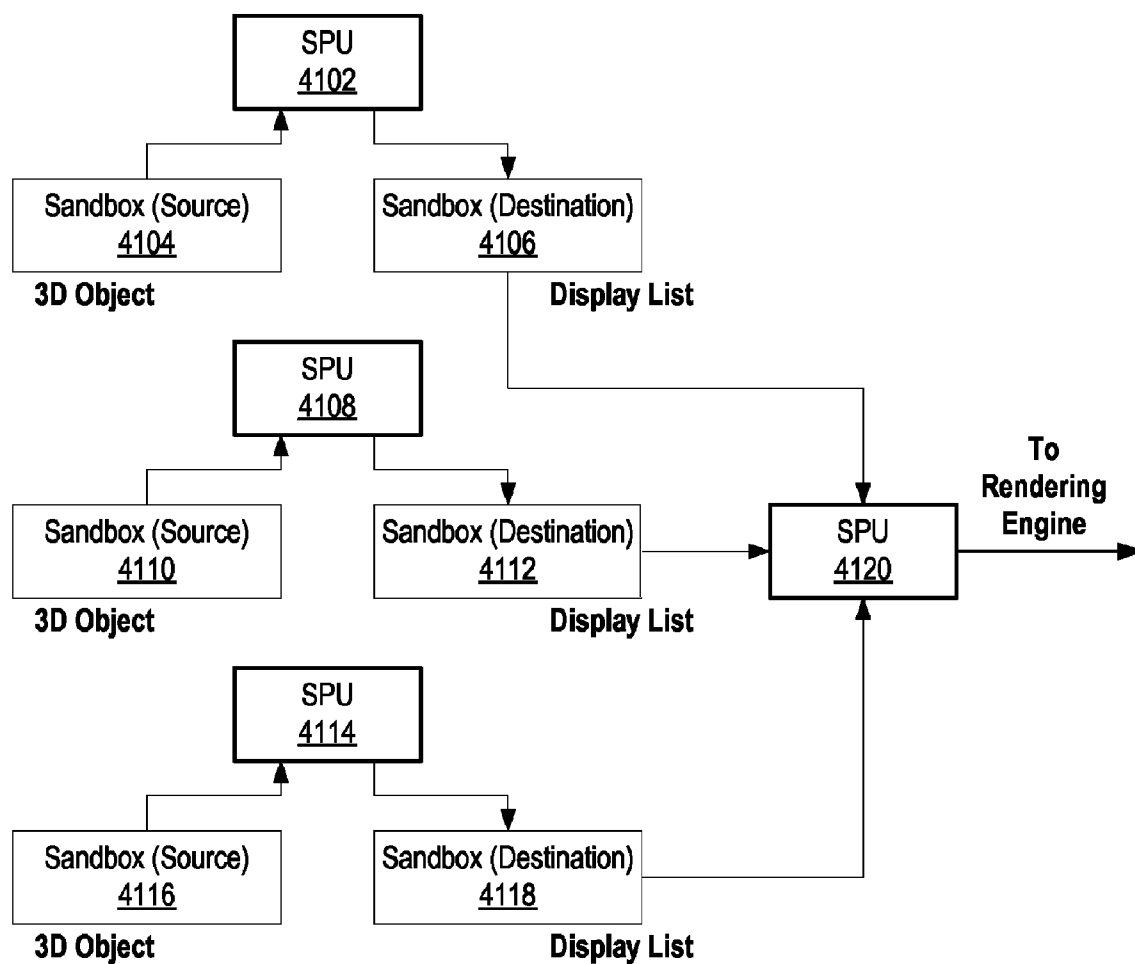 SPU
4102
Sandbox (Source)
4104
3D Object
Sandbox (Destination)
4106
Display List
SPU
4108
Sandbox (Source)
4110
3D Object
Sandbox (Destination)
4112
Display List
SPU
4114
Sandbox (Source)
4116
3D Object
Sandbox (Destination)
4118
Display List
SPU
4120
To
Rendering
Engine